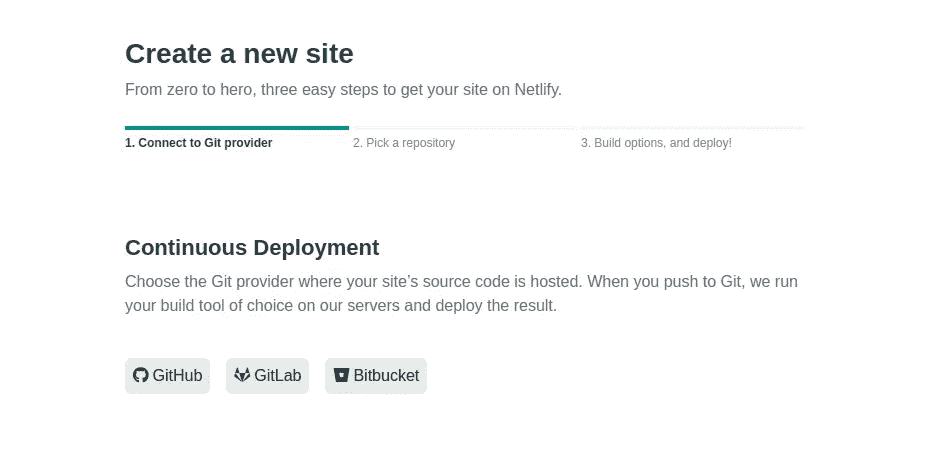 Create a new site
From zero to hero, three easy steps to get your site on Netlify.
1. Connect to Git provider
2. Pick a repository
3. Build options, and deploy!
Continuous Deployment
Choose the Git provider where your site’s source code is hosted. When you push to Git, we run
your build tool of choice on our servers and deploy the result.
GitHub
GitLab
Bitbucket